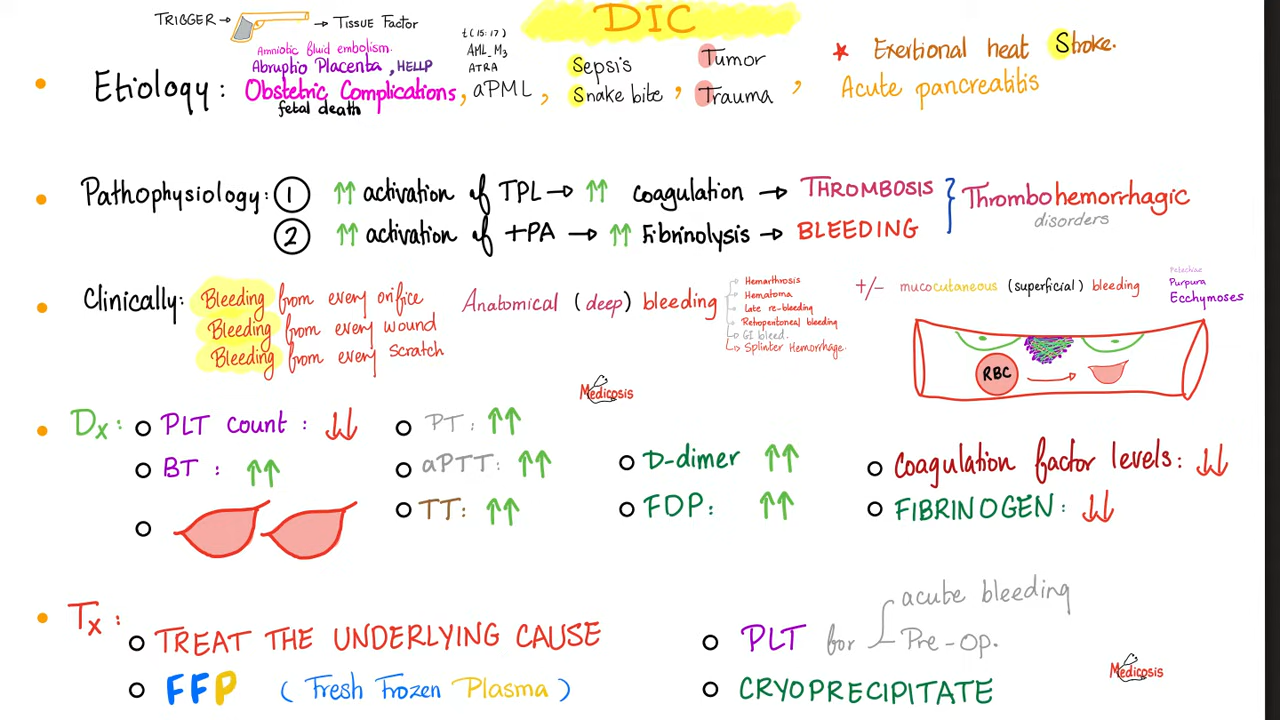 DIC
TRIGGER → → TISSUE FACTOR
Amniotic fluid embolism.
Abruptio Placenta , HELLP
• Etiology : Obstetric Complications,
fetal death
t(15:17)
AML_M3
ATRA
aPML ,
Sepsis
Snake bite ,
Tumor
Trauma ,
★ Exertional heat Stroke.
Acute pancreatitis
• Pathophysiology: ① ↑↑ activation of TPL → ↑↑ coagulation → THROMBOSIS
② ↑↑ activation of tPA → ↑↑ Fibrinolysis → BLEEDING
} Thrombohemorrhagic
disorders
• Clinically: Bleeding from every orifice
Bleeding from every wound
Bleeding from every scratch
Anatomical (deep) bleeding
Hemarthrosis
Hematoma
Late re-bleeding
Retroperitoneal bleeding
GI bleed.
Splinter Hemorrhage.
+/- mucocutaneous (superficial) bleeding
Petechiae
Purpura
Ecchymoses
RBC
Medicosis
• Dx: ○ PLT count : ↓↓
○ BT : ↑↑
○ PT: ↑↑
○ aPTT: ↑↑
○ TT: ↑↑
○ D-dimer ↑↑
○ FDP: ↑↑
○ Coagulation factor levels: ↓↓
○ FIBRINOGEN: ↓↓
• Tx:
○ TREAT THE UNDERLYING CAUSE
○ FFP ( Fresh Frozen Plasma )
○ PLT for { acute bleeding
Pre-op.
○ CRYOPRECIPITATE
Medicosis